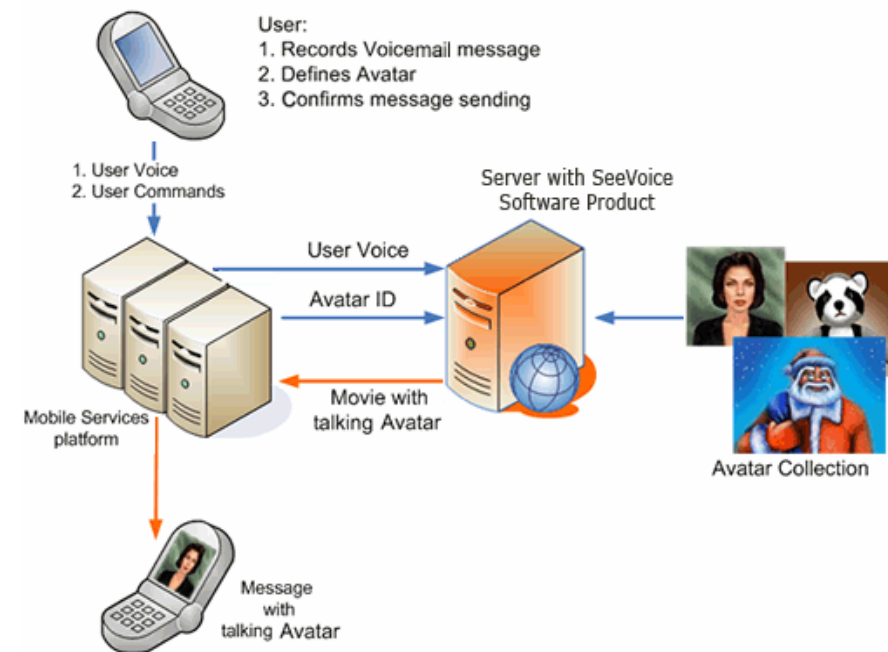 User:
1. Records Voicemail message
2. Defines Avatar
3. Confirms message sending
1. User Voice
2. User Commands
Server with SeeVoice
Software Product
User Voice
Avatar ID
Movie with
talking Avatar
Mobile Services
platform
Avatar Collection
Message
with
talking Avatar